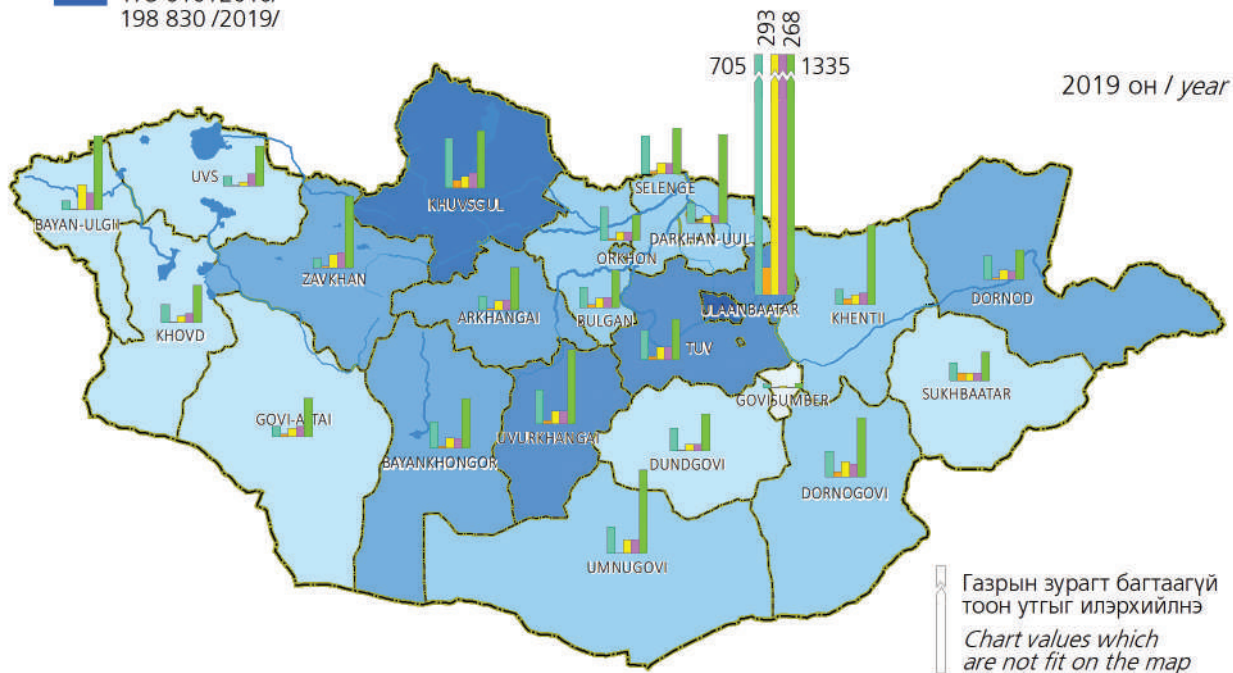 198 830 /2019/
293
268
705
1335
2019 он / year
UVS
BAYAN-ULGII
KHUVSGUL
SELENGE
DARKHAN-UUL
ORKHON
ZAVKHAN
KHOVD
ARKHANGAI
BULGAN
ULAANBAATAR
KHENTII
DORNOD
TUV
GOVISUMBER
SUKHBAATAR
GOVI-ALTAI
UVURKHANGAI
BAYANKHONGOR
DUNDGOVI
DORNOGOVI
UMNUGOVI
Газрын зурагт багтаагүй
тоон утгыг илэрхийлнэ
Chart values which
are not fit on the map